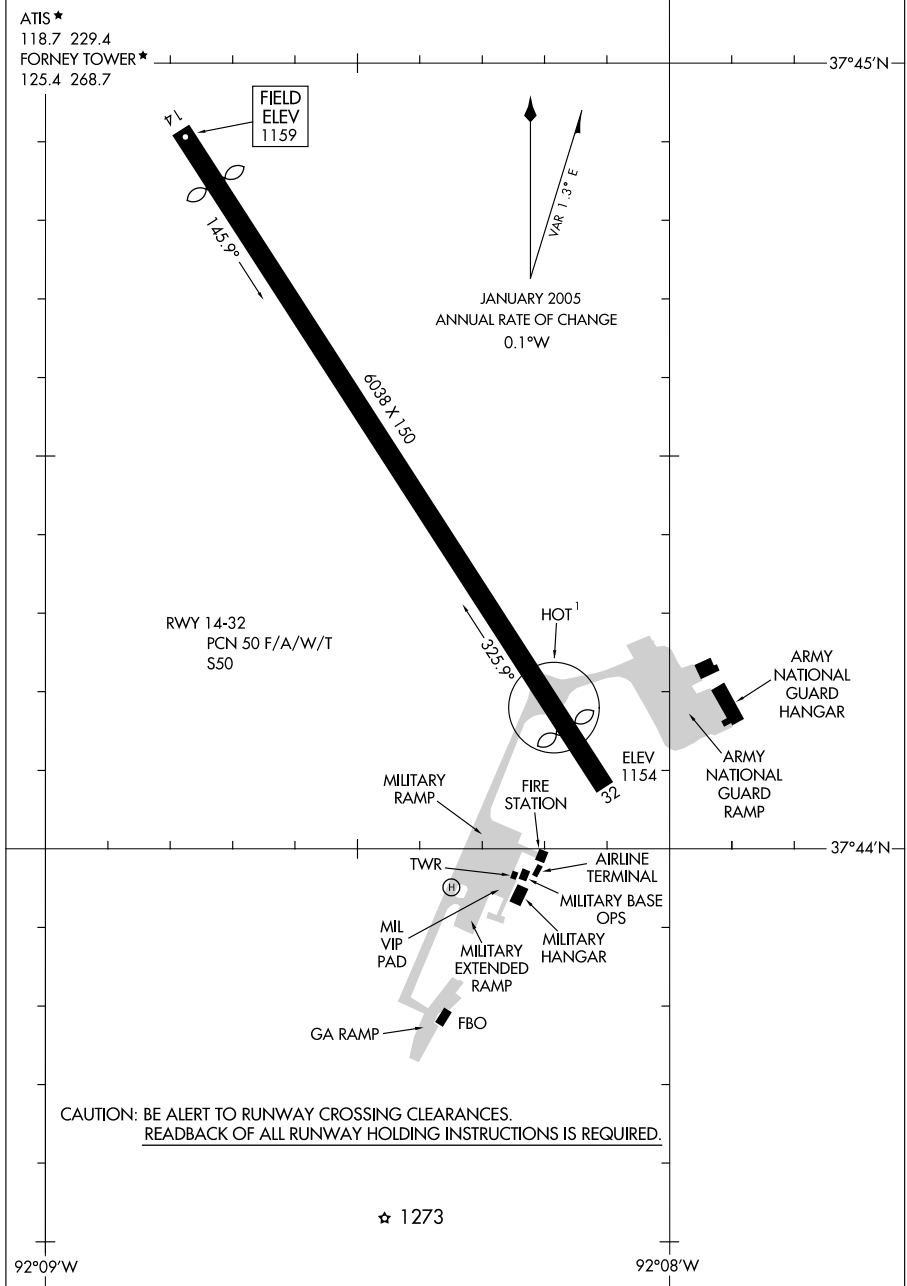 ATIS★
118.7 229.4
FORNEY TOWER★
125.4 268.7
37°45'N
14
FIELD
ELEV
1159
VAR 1.3° E
145.9°
JANUARY 2005
ANNUAL RATE OF CHANGE
0.1°W
6038 X 150
RWY 14-32
PCN 50 F/A/W/T
S50
HOT 1
325.9°
ARMY
NATIONAL
GUARD
HANGAR
ELEV
1154
32
ARMY
NATIONAL
GUARD
RAMP
MILITARY
RAMP
FIRE
STATION
37°44'N
TWR
AIRLINE
TERMINAL
H
MILITARY BASE
OPS
MIL
VIP
PAD
MILITARY
HANGAR
MILITARY
EXTENDED
RAMP
GA RAMP
FBO
CAUTION: BE ALERT TO RUNWAY CROSSING CLEARANCES.
READBACK OF ALL RUNWAY HOLDING INSTRUCTIONS IS REQUIRED.
1273
92°09'W
92°08'W